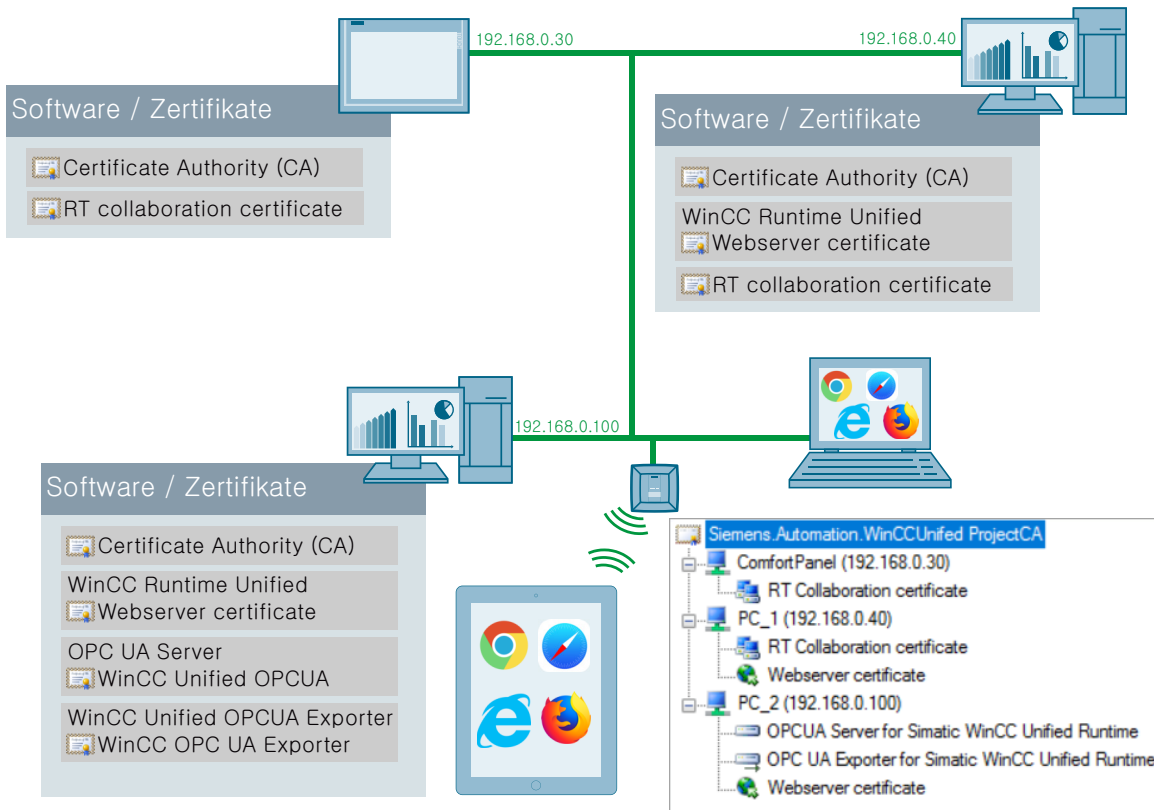 192.168.0.30
192.168.0.40
Software / Zertifikate
Certificate Authority (CA)
RT collaboration certificate
Software / Zertifikate
Certificate Authority (CA)
WinCC Runtime Unified
Webserver certificate
RT collaboration certificate
192.168.0.100
Software / Zertifikate
Certificate Authority (CA)
WinCC Runtime Unified
Webserver certificate
OPC UA Server
WinCC Unified OPCUA
WinCC Unified OPCUA Exporter
WinCC OPC UA Exporter
Siemens.Automation.WinCCUnifed ProjectCA
ComfortPanel (192.168.0.30)
RT Collaboration certificate
PC_1 (192.168.0.40)
RT Collaboration certificate
Webserver certificate
PC_2 (192.168.0.100)
OPCUA Server for Simatic WinCC Unified Runtime
OPC UA Exporter for Simatic WinCC Unified Runtime
Webserver certificate